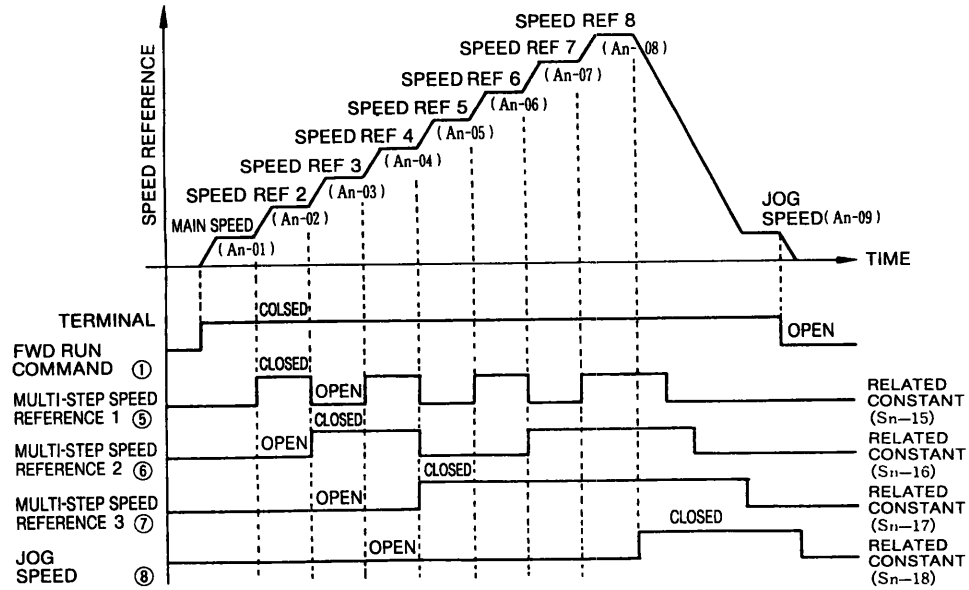 SPEED REFERENCE
SPEED REF 8
(An-08)
SPEED REF 7
(An-07)
SPEED REF 6
(An-06)
SPEED REF 5
(An-05)
SPEED REF 4
(An-04)
SPEED REF 3
(An-03)
SPEED REF 2
(An-02)
MAIN SPEED
(An-01)
JOG
SPEED(An-09)
TIME
TERMINAL
COLSED
OPEN
FWD RUN
COMMAND ①
CLOSED
OPEN
MULTI-STEP SPEED
REFERENCE 1 ⑤
RELATED
CONSTANT
(Sn-15)
CLOSED
OPEN
MULTI-STEP SPEED
REFERENCE 2 ⑥
RELATED
CONSTANT
(Sn-16)
CLOSED
OPEN
MULTI-STEP SPEED
REFERENCE 3 ⑦
RELATED
CONSTANT
(Sn-17)
CLOSED
OPEN
JOG
SPEED ⑧
RELATED
CONSTANT
(Sn-18)